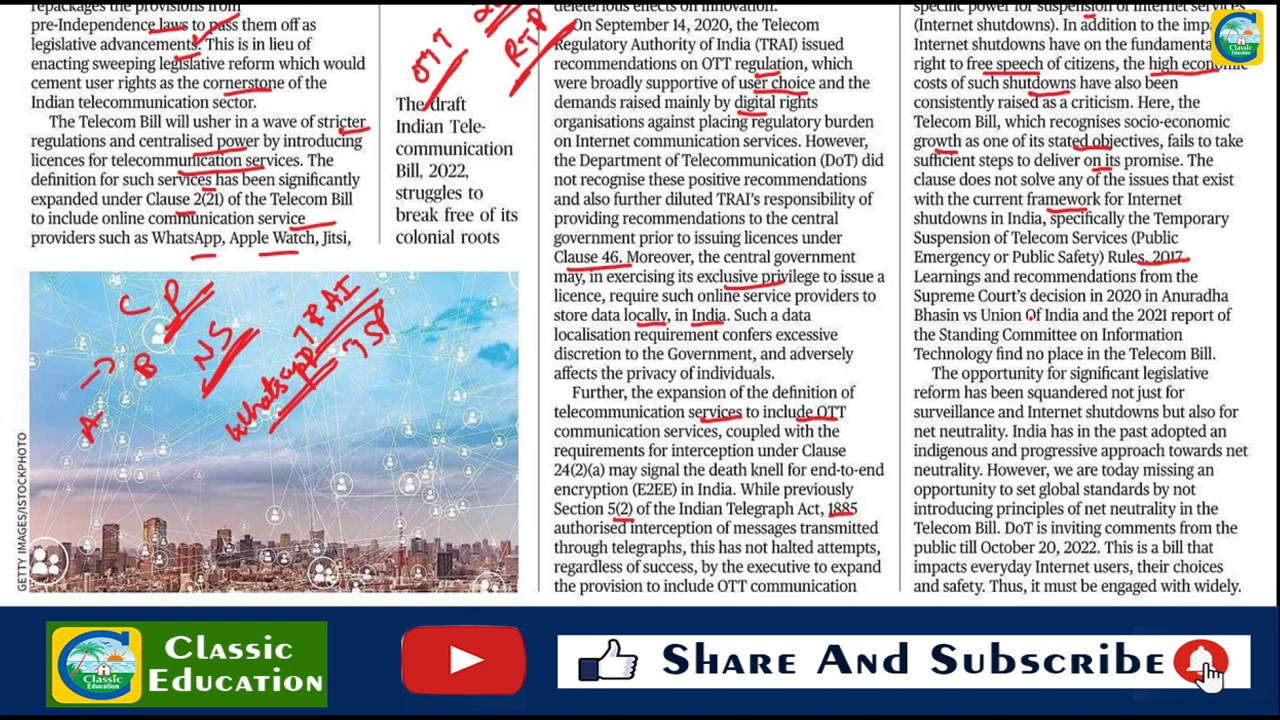 repackages the provisions from
pre-Independence laws to pass them off as
legislative advancements. This is in lieu of
enacting sweeping legislative reform which would
cement user rights as the cornerstone of the
Indian telecommunication sector.
The Telecom Bill will usher in a wave of stricter
regulations and centralised power by introducing
licences for telecommunication services. The
definition for such services has been significantly
expanded under Clause 2(21) of the Telecom Bill
to include online communication service
providers such as WhatsApp, Apple Watch, Jitsi,
OTT
RTP
The draft
Indian Tele-
communication
Bill, 2022,
struggles to
break free of its
colonial roots
C P
A → B
NS
Whatsapp
GETTY IMAGES/ISTOCKPHOTO
deleterious effects on innovation.
On September 14, 2020, the Telecom
Regulatory Authority of India (TRAI) issued
recommendations on OTT regulation, which
were broadly supportive of user choice and the
demands raised mainly by digital rights
organisations against placing regulatory burden
on Internet communication services. However,
the Department of Telecommunication (DoT) did
not recognise these positive recommendations
and also further diluted TRAI's responsibility of
providing recommendations to the central
government prior to issuing licences under
Clause 46. Moreover, the central government
may, in exercising its exclusive privilege to issue a
licence, require such online service providers to
store data locally, in India. Such a data
localisation requirement confers excessive
discretion to the Government, and adversely
affects the privacy of individuals.
Further, the expansion of the definition of
telecommunication services to include OTT
communication services, coupled with the
requirements for interception under Clause
24(2)(a) may signal the death knell for end-to-end
encryption (E2EE) in India. While previously
Section 5(2) of the Indian Telegraph Act, 1885
authorised interception of messages transmitted
through telegraphs, this has not halted attempts,
regardless of success, by the executive to expand
the provision to include OTT communication
specific power for suspension of Internet services
(Internet shutdowns). In addition to the
Internet shutdowns have on the
right to free speech of citizens, the high economic
costs of such shutdowns have also been
consistently raised as a criticism. Here, the
Telecom Bill, which recognises socio-economic
growth as one of its stated objectives, fails to take
sufficient steps to deliver on its promise. The
clause does not solve any of the issues that exist
with the current framework for Internet
shutdowns in India, specifically the Temporary
Suspension of Telecom Services (Public
Emergency or Public Safety) Rules, 2017.
Learnings and recommendations from the
Supreme Court's decision in 2020 in Anuradha
Bhasin vs Union of India and the 2021 report of
the Standing Committee on Information
Technology find no place in the Telecom Bill.
The opportunity for significant legislative
reform has been squandered not just for
surveillance and Internet shutdowns but also for
net neutrality. India has in the past adopted an
indigenous and progressive approach towards net
neutrality. However, we are today missing an
opportunity to set global standards by not
introducing principles of net neutrality in the
Telecom Bill. DoT is inviting comments from the
public till October 20, 2022. This is a bill that
impacts everyday Internet users, their choices
and safety. Thus, it must be engaged with widely.
Classic
Education
Classic
Education
Classic
Education
Share And Subscribe